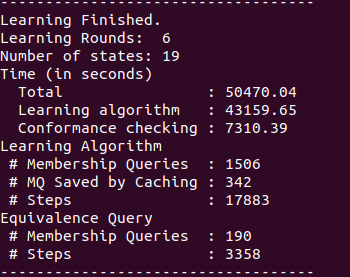 -----------------------------------
Learning Finished.
Learning Rounds:  6
Number of states: 19
Time (in seconds)
  Total                : 50470.04
  Learning algorithm   : 43159.65
  Conformance checking : 7310.39
Learning Algorithm
 # Membership Queries  : 1506
 # MQ Saved by Caching : 342
 # Steps               : 17883
Equivalence Query
 # Membership Queries  : 190
 # Steps               : 3358
-----------------------------------